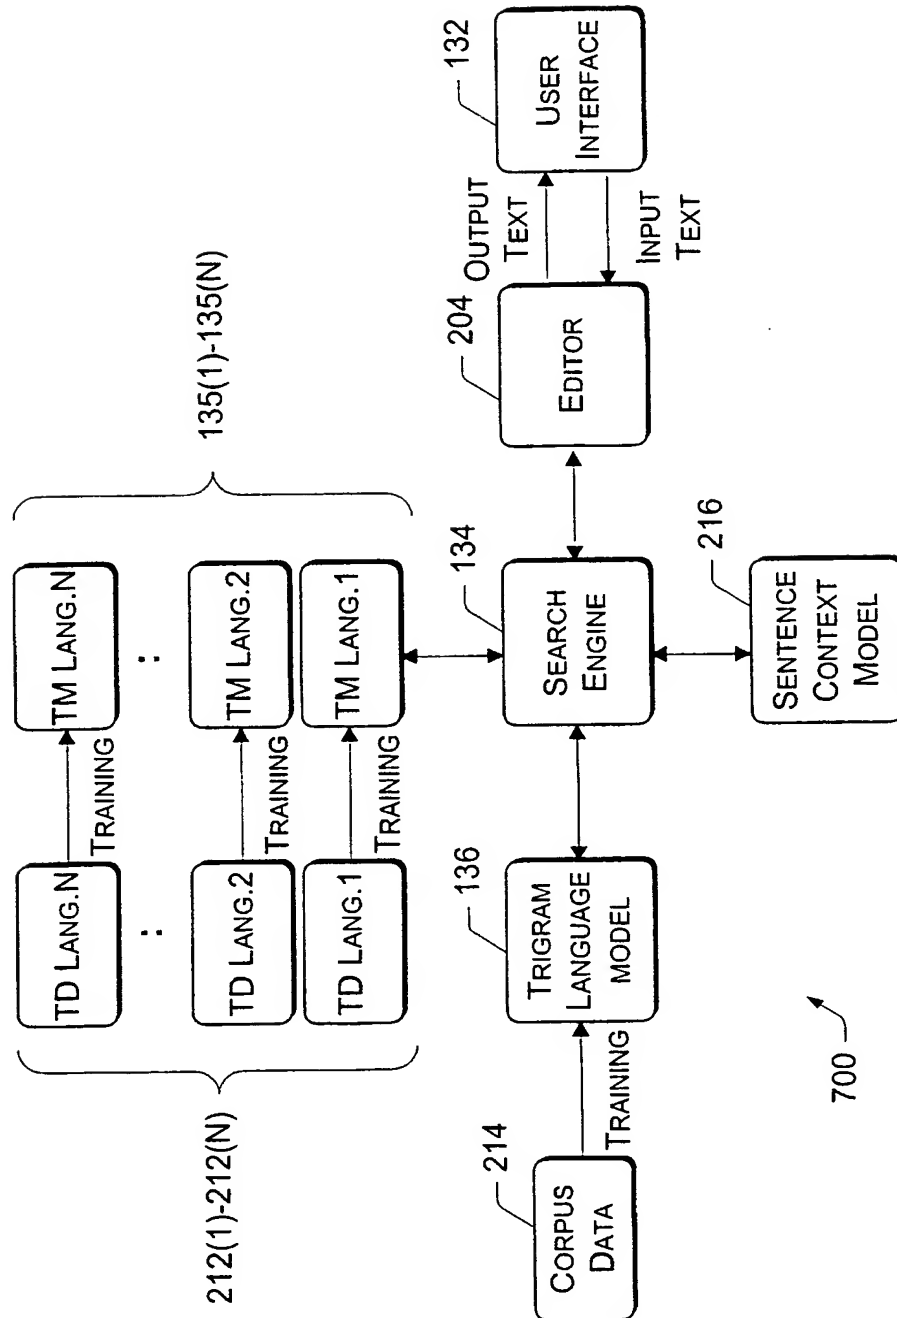 212(1)-212(N)
135(1)-135(N)
TD LANG.N
TRAINING
TM LANG.N
:
:
TD LANG.2
TRAINING
TM LANG.2
TD LANG.1
TRAINING
TM LANG.1
214
CORPUS
DATA
TRAINING
136
TRIGRAM
LANGUAGE
MODEL
134
SEARCH
ENGINE
204
EDITOR
OUTPUT
TEXT
INPUT
TEXT
132
USER
INTERFACE
216
SENTENCE
CONTEXT
MODEL
700